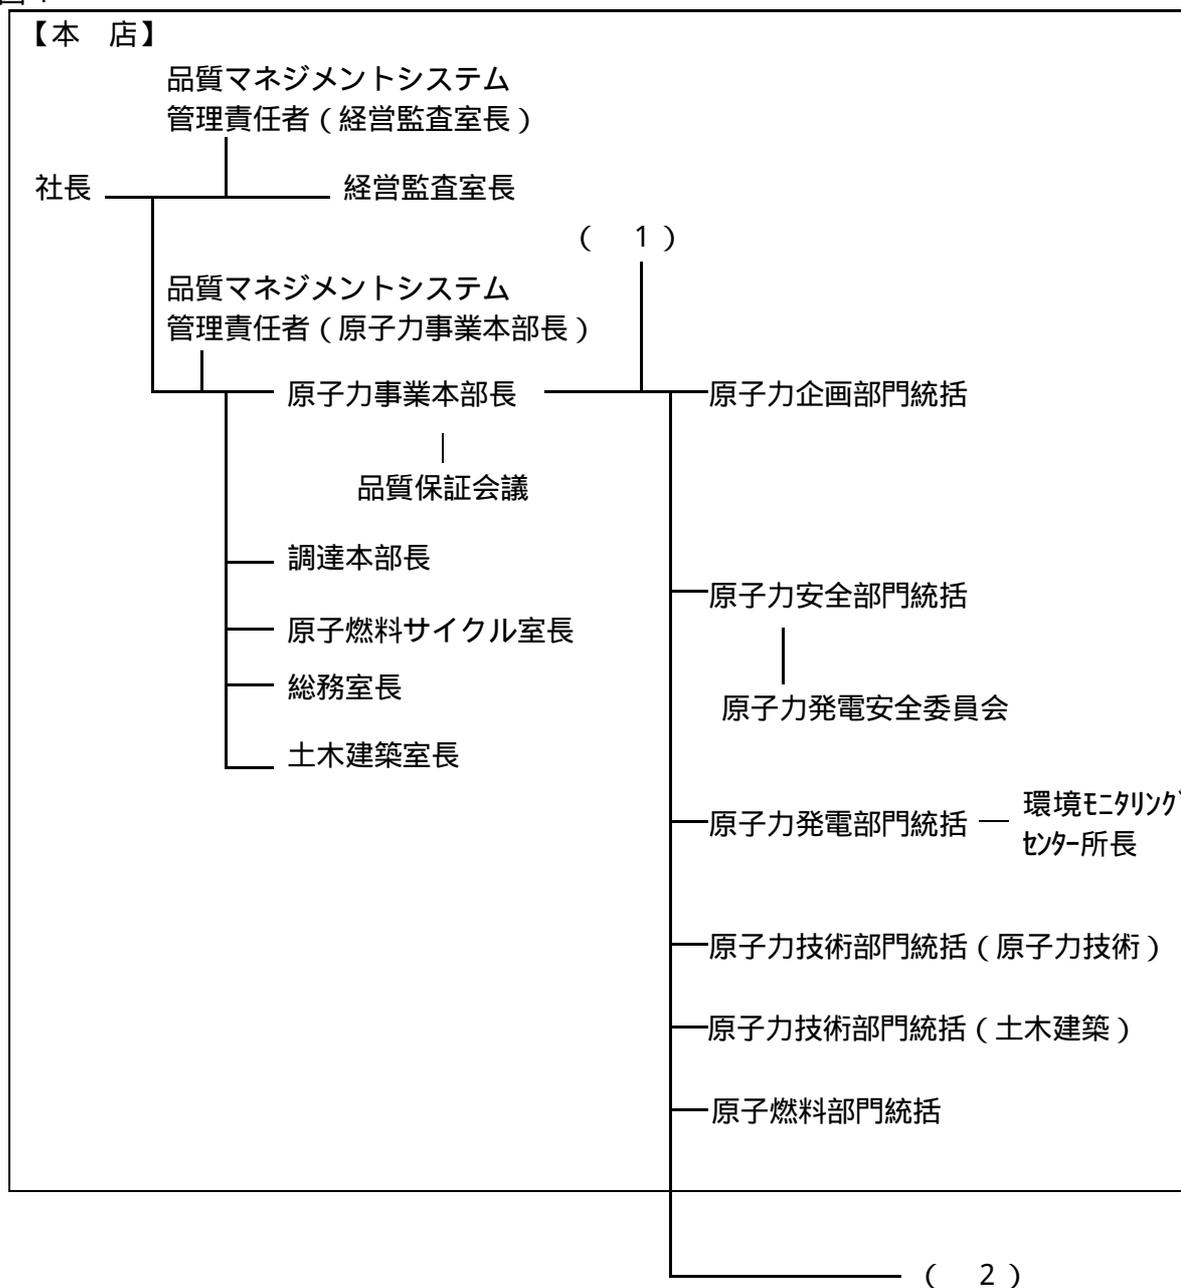 【本　店】
品質マネジメントシステム
管理責任者（経営監査室長）
社長
経営監査室長
（　1）
品質マネジメントシステム
管理責任者（原子力事業本部長）
原子力事業本部長
原子力企画部門統括
品質保証会議
調達本部長
原子力安全部門統括
原子燃料サイクル室長
総務室長
原子力発電安全委員会
土木建築室長
原子力発電部門統括
環境ﾓﾆﾀﾘﾝｸﾞ
ｾﾝﾀｰ所長
原子力技術部門統括（原子力技術）
原子力技術部門統括（土木建築）
原子燃料部門統括
（　2）